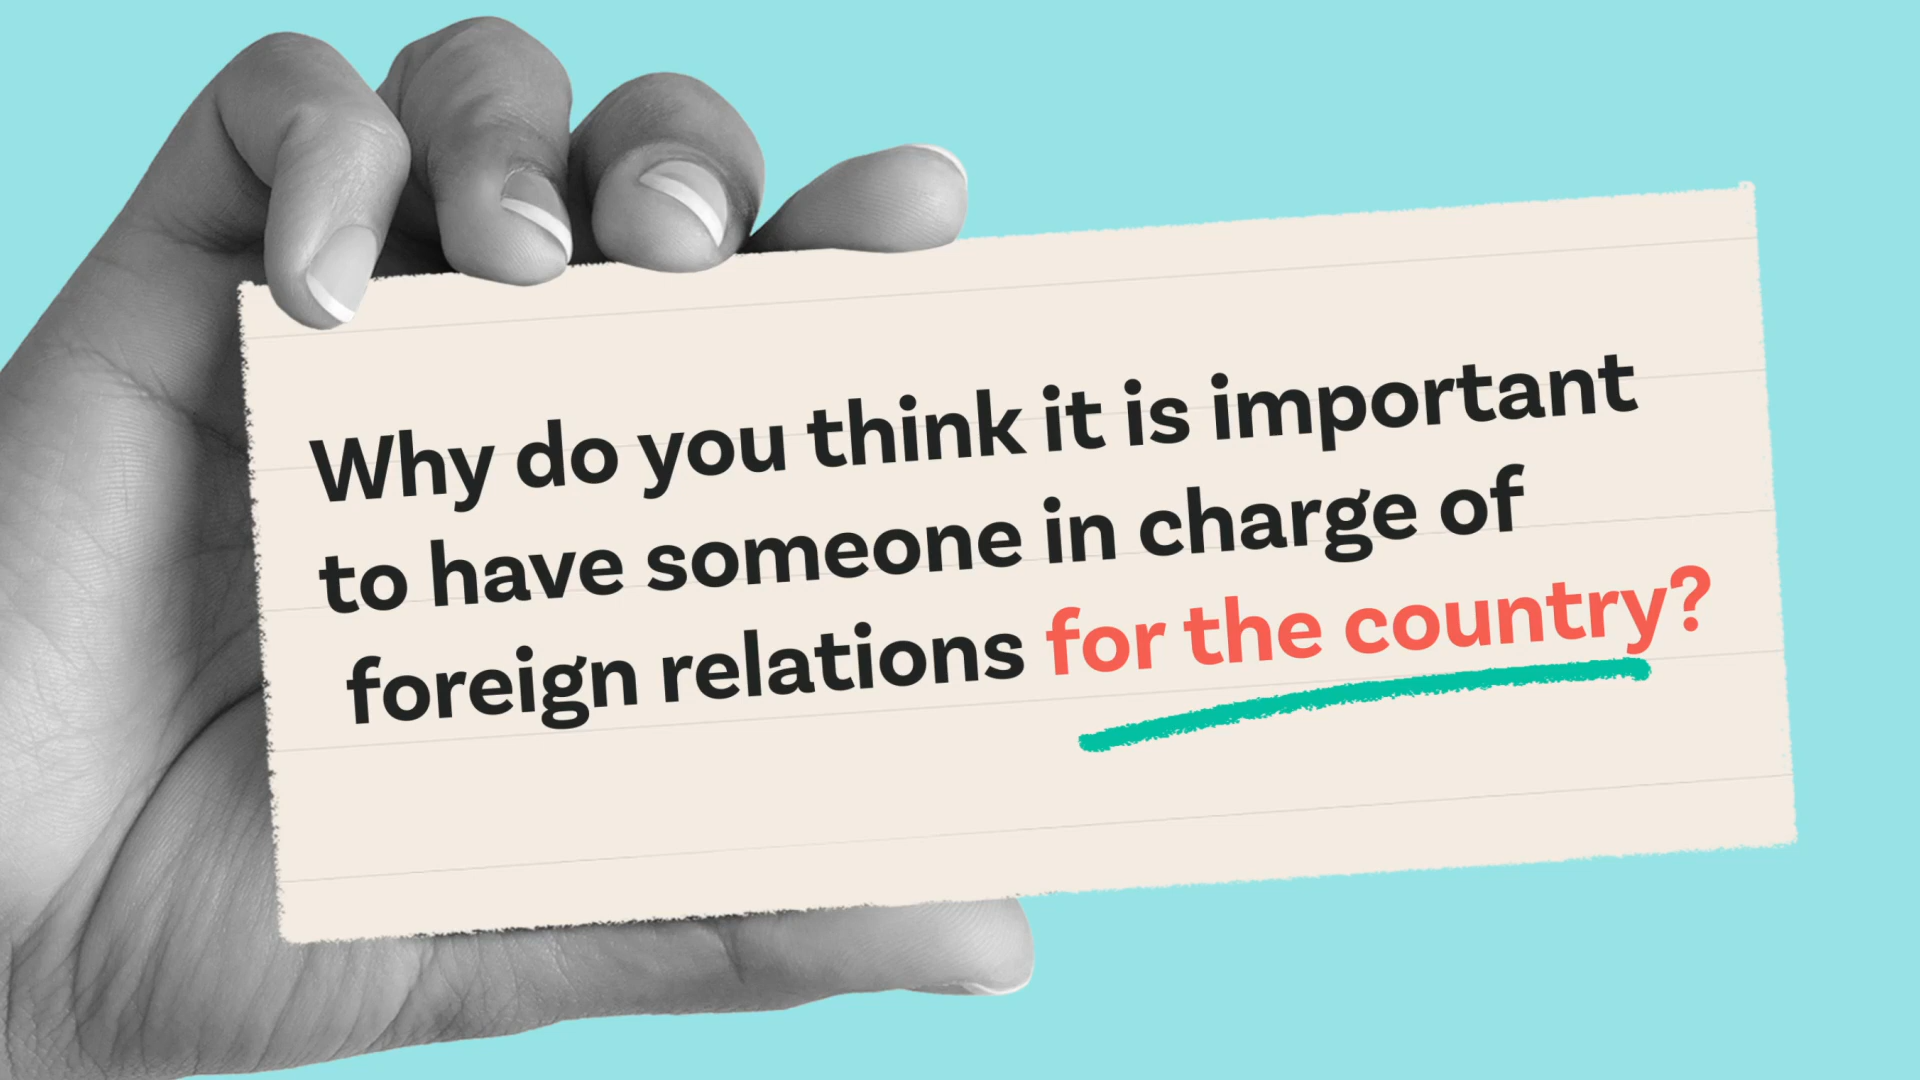 Why do you think it is important
to have someone in charge of
foreign relations for the country?